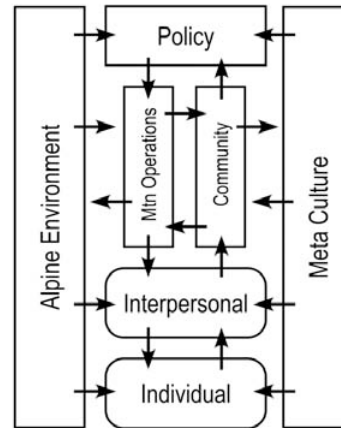 Policy
Alpine Environment
Mtn Operations
Community
Meta Culture
Interpersonal
Individual